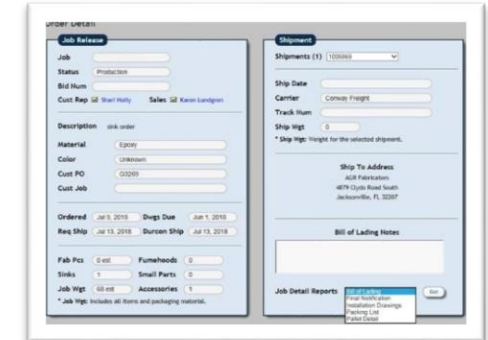 Order Detail
Job Release
Job
Status Production
Bid Num
Cust Rep Shari Holly Sales Karen Lundgren
Description sink order
Material Epoxy
Color Unknown
Cust PO G3203
Cust Job
Ordered Jul 5, 2018 Dwgs Due Jun 1, 2018
Req Ship Jul 13, 2018 Durcon Ship Jul 13, 2018
Fab Pcs 0 est Fumehoods 0
Sinks 1 Small Parts 0
Job Wgt 68 est Accessories 1
* Job Wgt: Includes all items and packaging material.
Shipment
Shipments (1)
Ship Date
Carrier Conway Freight
Track Num
Ship Wgt 0
* Ship Wgt: Weight for the selected shipment.
Ship To Address
AGB Fabricators
4879 Clydo Road South
Jacksonville, FL 32207
Bill of Lading Notes
Job Detail Reports Bill of Lading Go!
Final Notification
Installation Drawings
Packing List
Pallet Detail